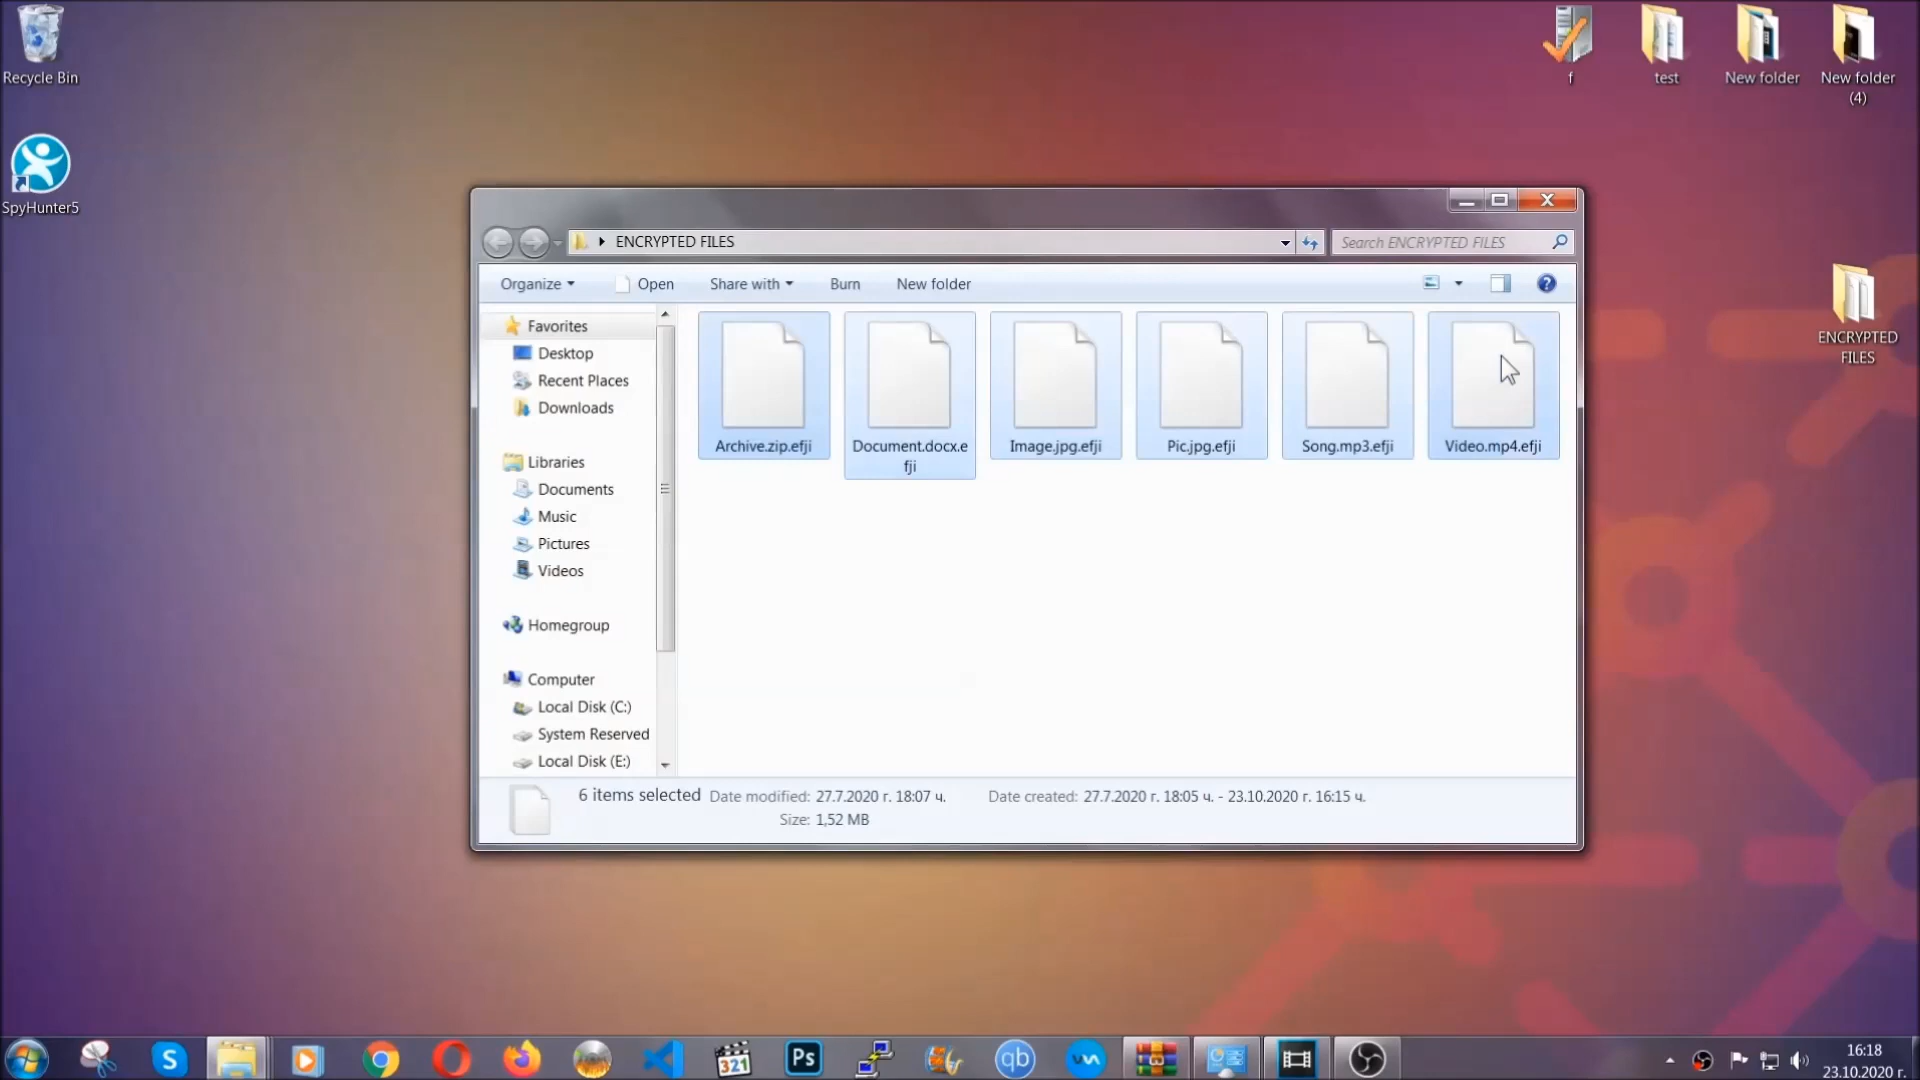 Recycle Bin
SpyHunter5
f
test
New folder
New folder
(4)
ENCRYPTED
FILES
ENCRYPTED FILES
Search ENCRYPTED FILES
Organize
Open
Share with
Burn
New folder
Favorites
Desktop
Recent Places
Downloads
Libraries
Documents
Music
Pictures
Videos
Homegroup
Computer
Local Disk (C:)
System Reserved
Local Disk (E:)
Archive.zip.efji
Document.docx.e
fji
Image.jpg.efji
Pic.jpg.efji
Song.mp3.efji
Video.mp4.efji
6 items selected Date modified: 27.7.2020 г. 18:07 ч. Date created: 27.7.2020 г. 18:05 ч. - 23.10.2020 г. 16:15 ч.
Size: 1,52 MB
S
321
Ps
qb
16:18
23.10.2020 г.